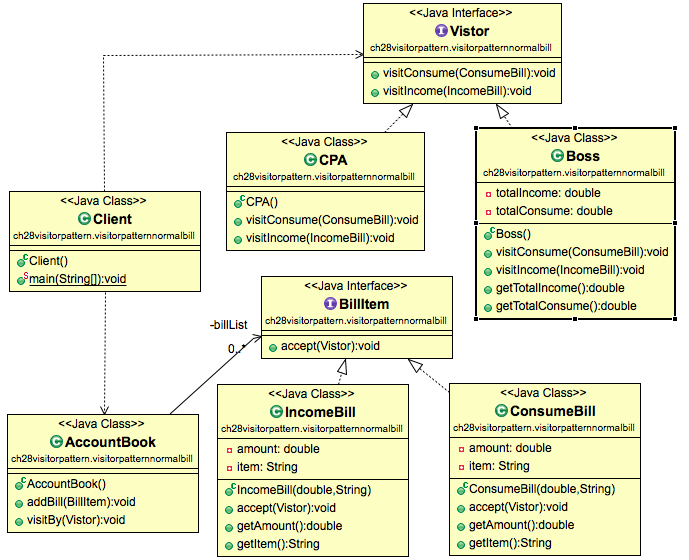 <<Java Interface>>
Vistor
ch28visitorpattern.visitorpatternnormalbill
visitConsume(ConsumeBill):void
visitIncome(IncomeBill):void
<<Java Class>>
CPA
ch28visitorpattern.visitorpatternnormalbill
CPA()
visitConsume(ConsumeBill):void
visitIncome(IncomeBill):void
<<Java Class>>
Boss
ch28visitorpattern.visitorpatternnormalbill
totalIncome: double
totalConsume: double
Boss()
visitConsume(ConsumeBill):void
visitIncome(IncomeBill):void
getTotalIncome():double
getTotalConsume():double
<<Java Class>>
Client
ch28visitorpattern.visitorpatternnormalbill
Client()
main(String[]):void
<<Java Interface>>
BillItem
ch28visitorpattern.visitorpatternnormalbill
accept(Vistor):void
-billList
0..*
<<Java Class>>
AccountBook
ch28visitorpattern.visitorpatternnormalbill
AccountBook()
addBill(BillItem):void
visitBy(Vistor):void
<<Java Class>>
IncomeBill
ch28visitorpattern.visitorpatternnormalbill
amount: double
item: String
IncomeBill(double,String)
accept(Vistor):void
getAmount():double
getItem():String
<<Java Class>>
ConsumeBill
ch28visitorpattern.visitorpatternnormalbill
amount: double
item: String
ConsumeBill(double,String)
accept(Vistor):void
getAmount():double
getItem():String